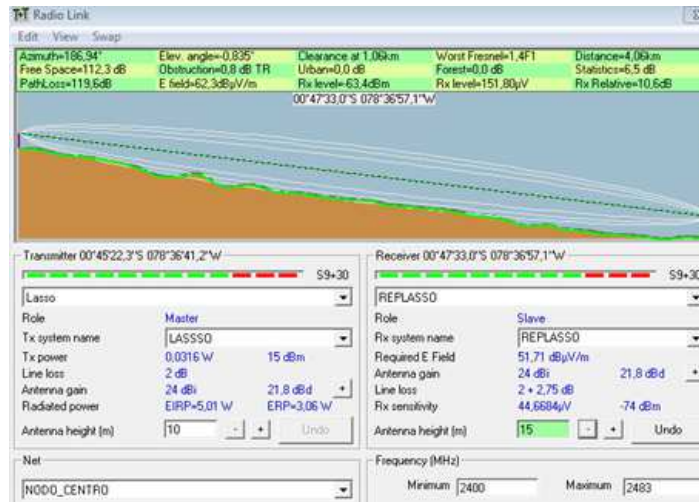 Radio Link
Edit View Swap
Azimuth=186,94° Elev. angle=-0,835° Clearance at 1,06km Worst Fresnel=1,4F1 Distance=4,06km
Free Space=112,3 dB Obstruction=0,8 dB TR Urban=0,0 dB Forest=0,0 dB Statistics=6,5 dB
PathLoss=119,6dB E field=62,3dBµV/m Rx level=-63,4dBm Rx level=151,80µV Rx Relative=10,6dB
00°47'33,0"S 078°36'57,1"W
Transmitter 00°45'22,3"S 078°36'41,2"W
S9+30
Lasso
Role Master
Tx system name LASSSO
Tx power 0,0316 W 15 dBm
Line loss 2 dB
Antenna gain 24 dBi 21,8 dBd +
Radiated power EIRP=5,01 W ERP=3,06 W
Antenna height (m) 10 - + Undo
Net
NODO_CENTRO
Receiver 00°47'33,0"S 078°36'57,1"W
S9+30
REPLASSO
Role Slave
Rx system name REPLASSO
Required E Field 51,71 dBµV/m
Antenna gain 24 dBi 21,8 dBd +
Line loss 2 + 2,75 dB
Rx sensitivity 44,6684µV -74 dBm
Antenna height (m) 15 - + Undo
Frequency (MHz)
Minimum 2400 Maximum 2483